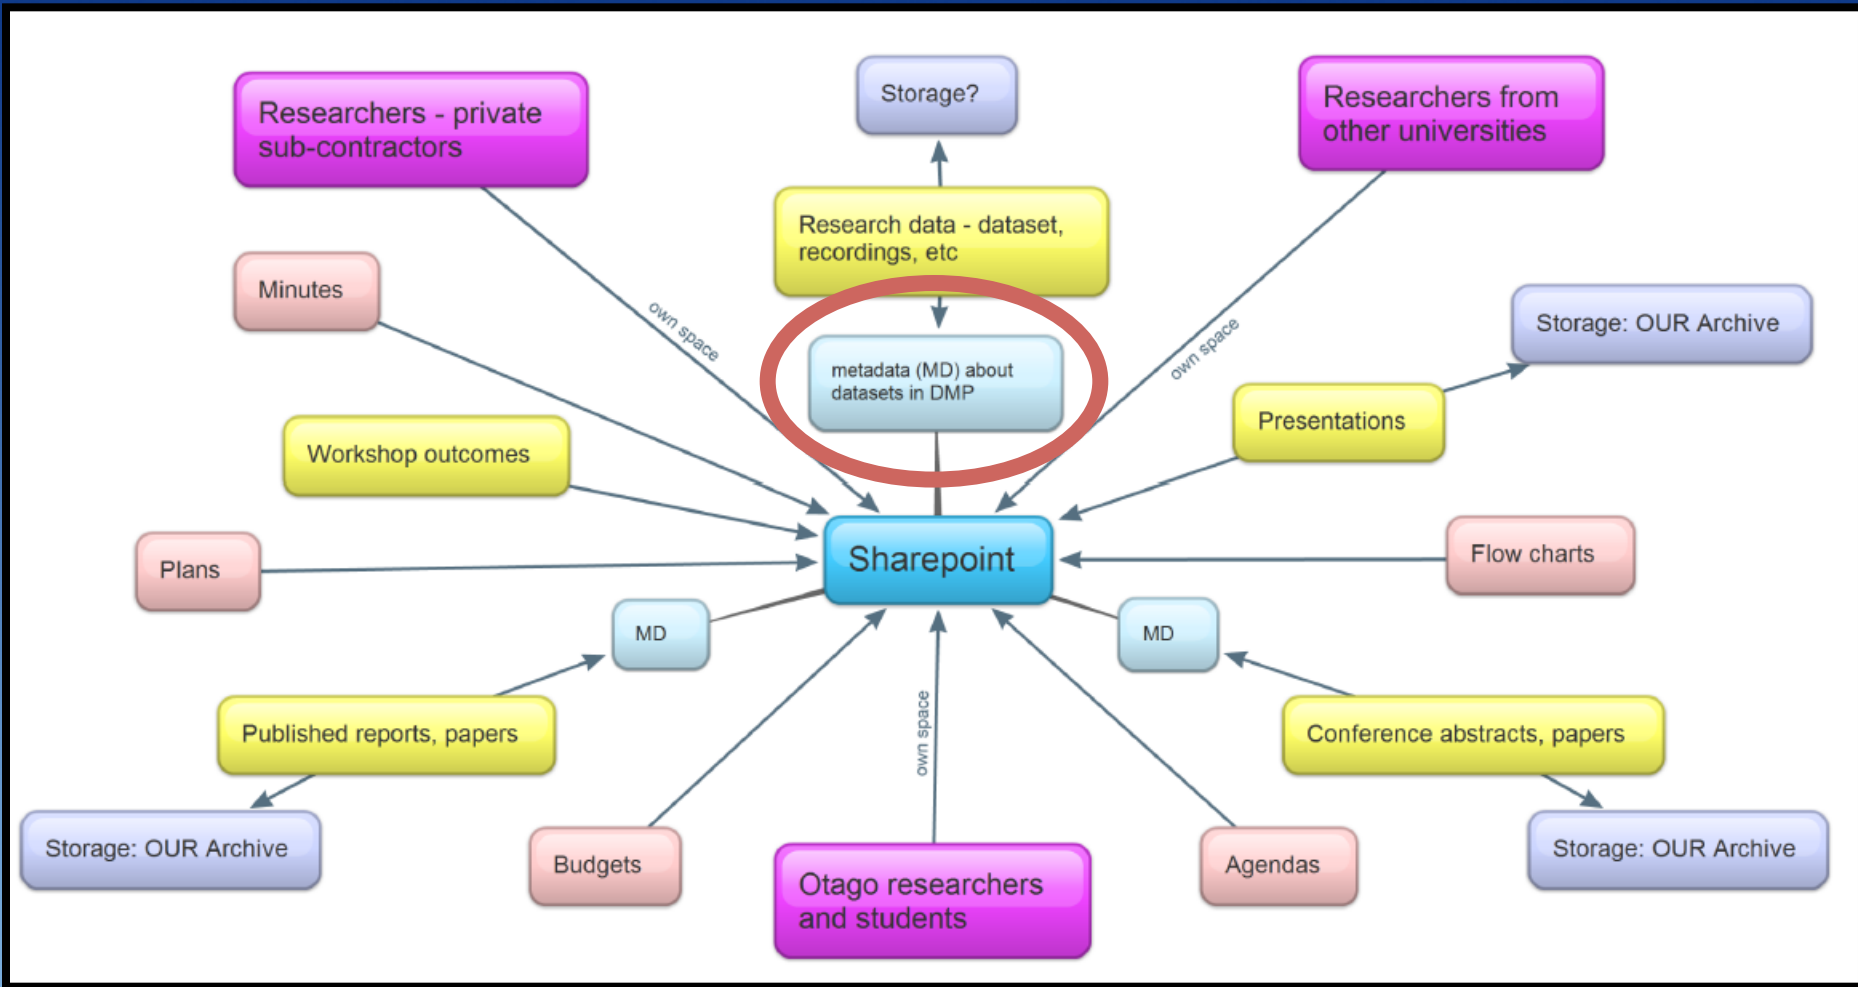 Storage?
Researchers - private
sub-contractors
Researchers from
other universities
Research data - dataset,
recordings, etc
Minutes
own space
own space
Storage: OUR Archive
metadata (MD) about
datasets in DMP
Presentations
Workshop outcomes
Sharepoint
Flow charts
Plans
MD
MD
Published reports, papers
own space
Conference abstracts, papers
Storage: OUR Archive
Budgets
Otago researchers
and students
Agendas
Storage: OUR Archive